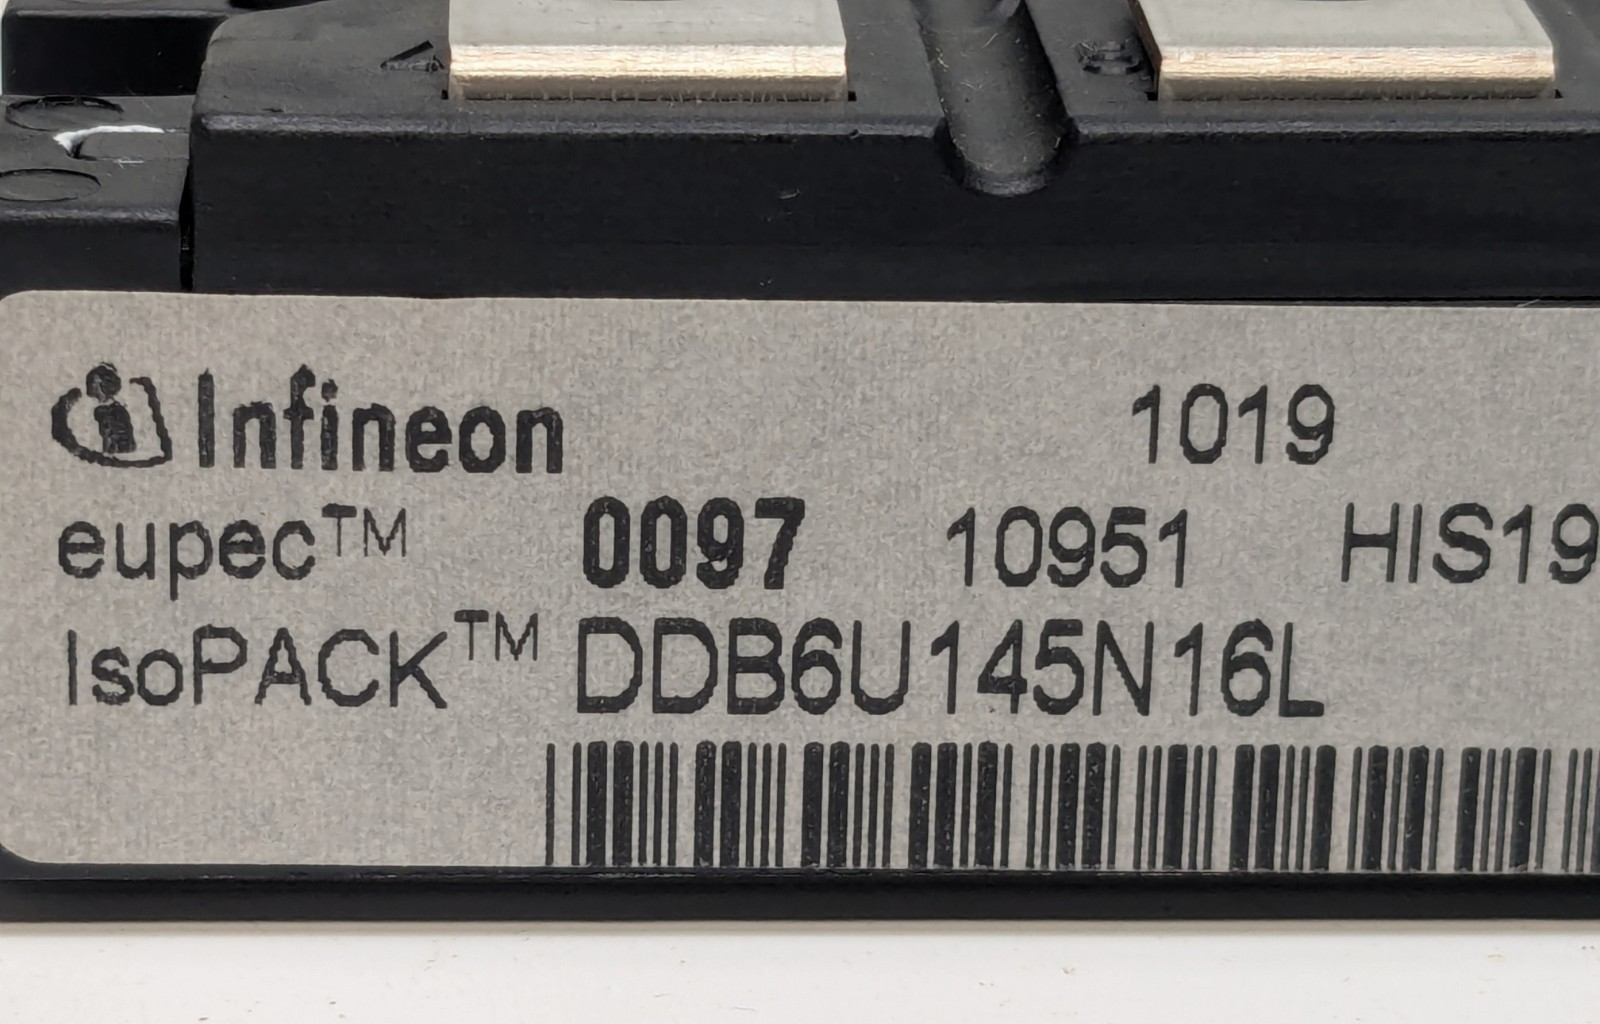 Infineon 1019
eupec™ 0097 10951 HIS19
IsoPACK™ DDB6U145N16L